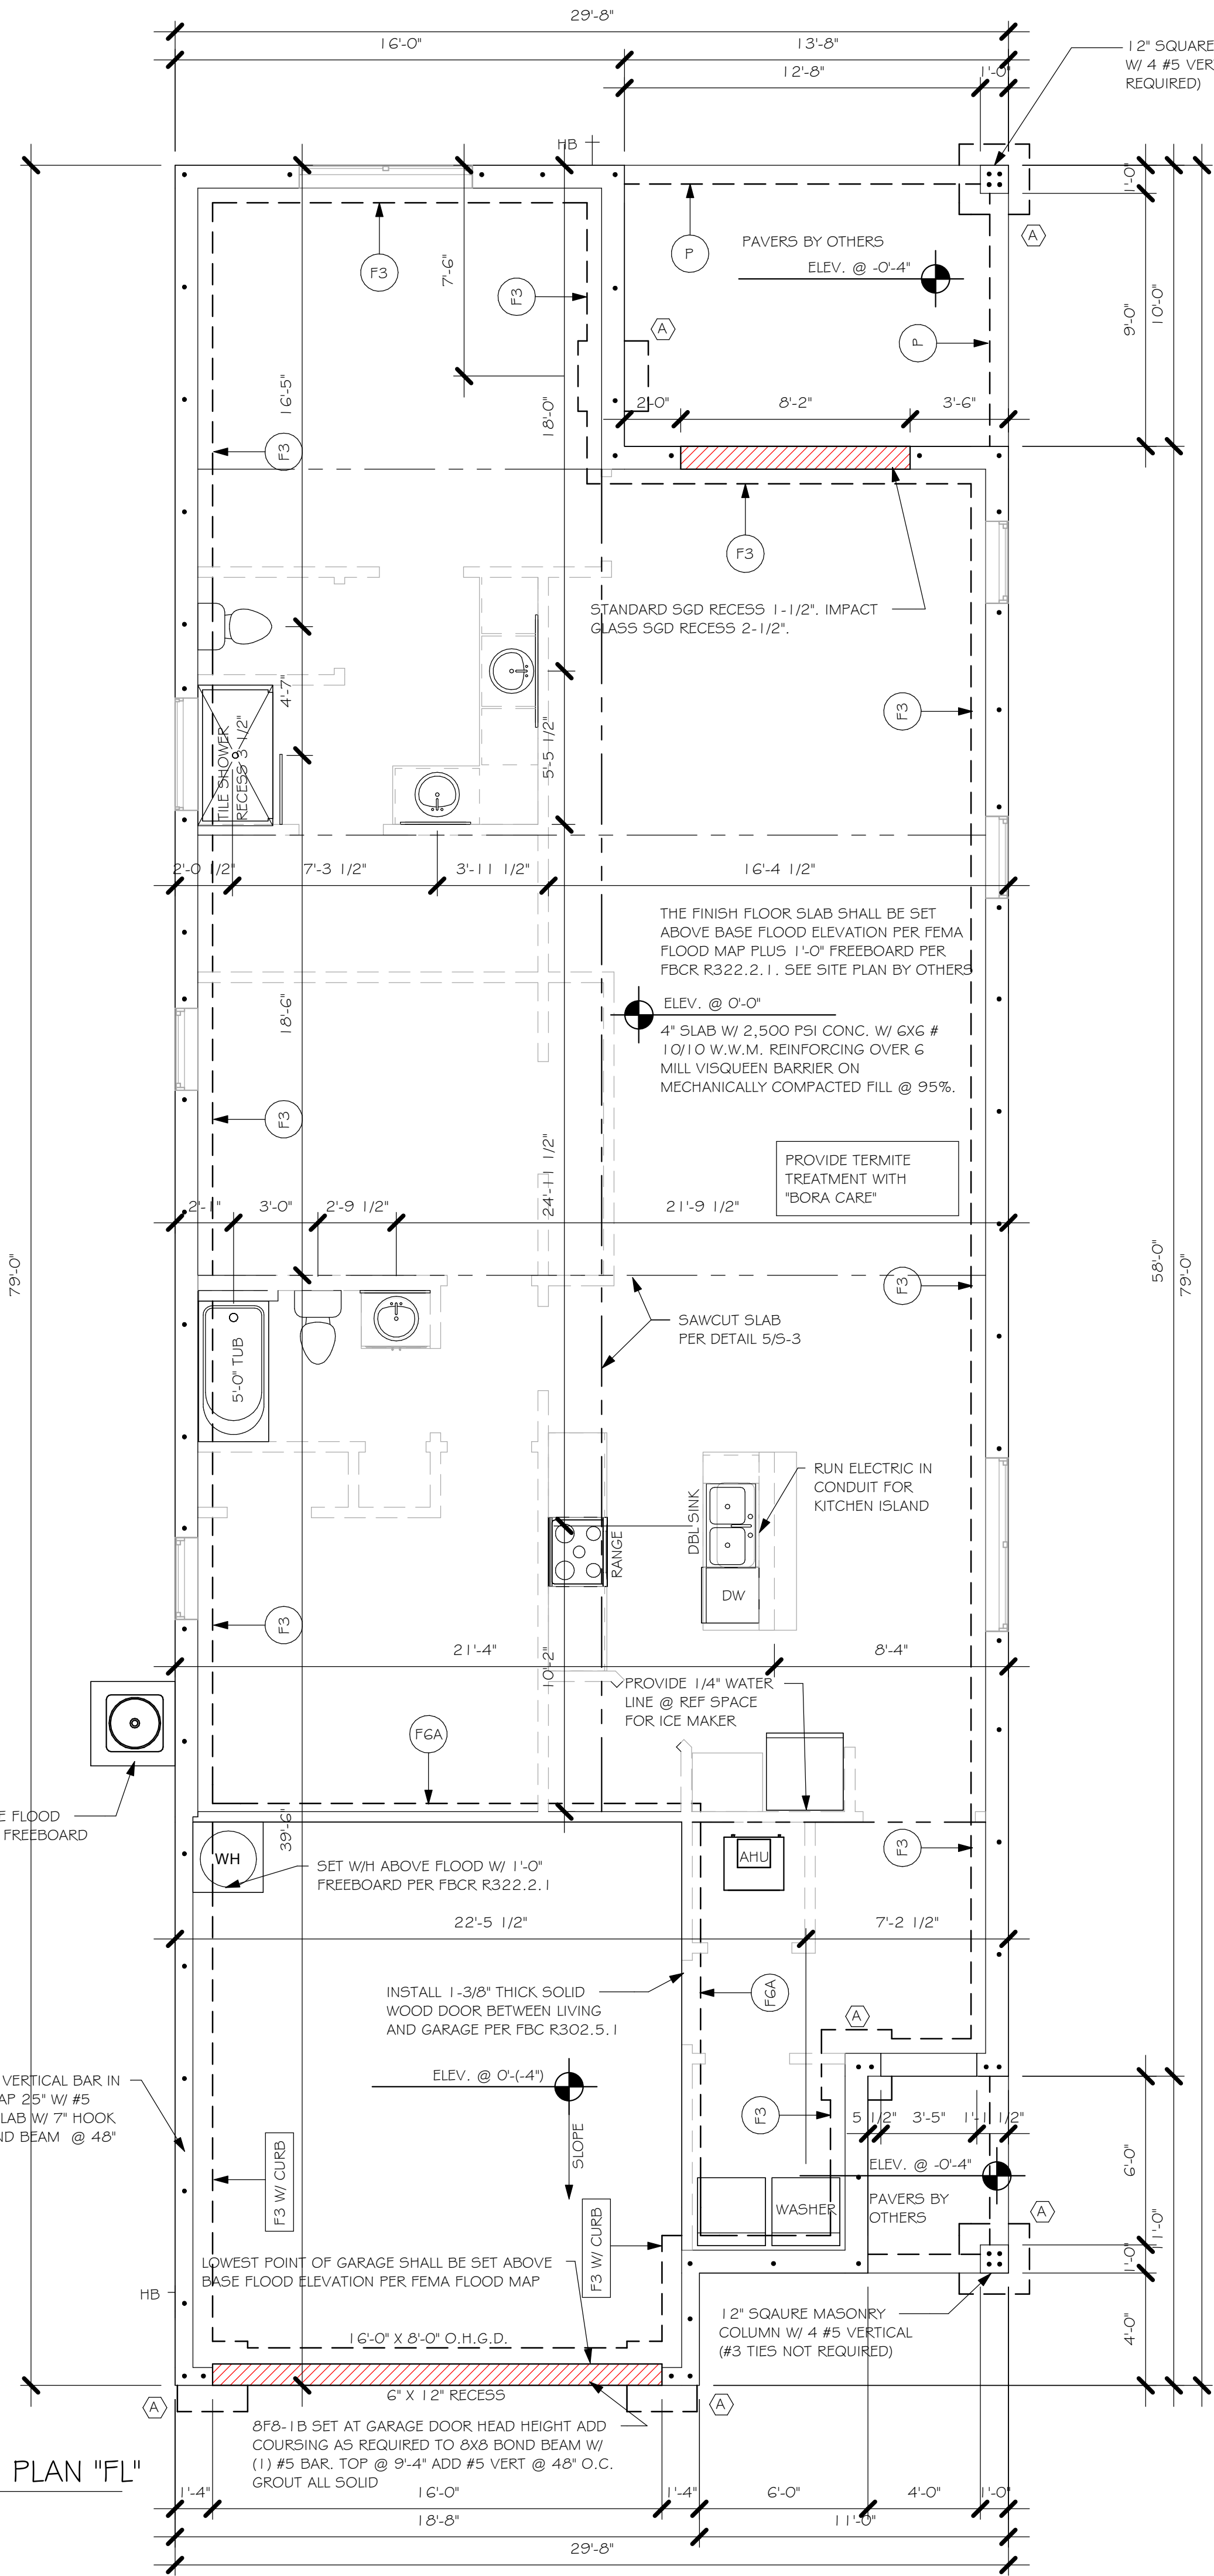 29'-8"
16'-0"
13'-8"
12'-8"
1'-0"
12" SQUARE
W/ 4 #5 VER
REQUIRED)
HB
1'-0"
A
PAVERS BY OTHERS
ELEV. @ -0'-4"
P
F3
7'-6"
F3
A
P
9'-0"
10'-0"
16'-5"
18'-0"
2'-0"
8'-2"
3'-6"
F3
F3
STANDARD SGD RECESS 1-1/2". IMPACT
GLASS SGD RECESS 2-1/2".
4'-7"
F3
TILE SHOWER
RECESS 3 1/2"
5'-5 1/2"
2'-0 1/2"
7'-3 1/2"
3'-11 1/2"
16'-4 1/2"
THE FINISH FLOOR SLAB SHALL BE SET
ABOVE BASE FLOOD ELEVATION PER FEMA
FLOOD MAP PLUS 1'-0" FREEBOARD PER
FBCR R322.2.1. SEE SITE PLAN BY OTHERS
18'-6"
ELEV. @ 0'-0"
4" SLAB W/ 2,500 PSI CONC. W/ 6X6 #
10/10 W.W.M. REINFORCING OVER 6
MILL VISQUEEN BARRIER ON
MECHANICALLY COMPACTED FILL @ 95%.
F3
24'-11 1/2"
PROVIDE TERMITE
TREATMENT WITH
"BORA CARE"
2'-1"
3'-0"
2'-9 1/2"
21'-9 1/2"
79'-0"
58'-0"
79'-0"
F3
SAWCUT SLAB
PER DETAIL 5/S-3
5'-0" TUB
RUN ELECTRIC IN
CONDUIT FOR
KITCHEN ISLAND
DBL SINK
RANGE
DW
F3
21'-4"
8'-4"
10'-2"
PROVIDE 1/4" WATER
LINE @ REF SPACE
FOR ICE MAKER
F6A
E FLOOD
FREEBOARD
39'-6"
F3
WH
AHU
SET W/H ABOVE FLOOD W/ 1'-0"
FREEBOARD PER FBCR R322.2.1
22'-5 1/2"
7'-2 1/2"
INSTALL 1-3/8" THICK SOLID
WOOD DOOR BETWEEN LIVING
AND GARAGE PER FBC R302.5.1
F6A
A
ELEV. @ 0'(-4")
VERTICAL BAR IN
AP 25" W/ #5
LAB W/ 7" HOOK
ND BEAM @ 48"
SLOPE
F3
5 1/2"
3'-5"
1'-1 1/2"
6'-0"
F3 W/ CURB
ELEV. @ -0'-4"
F3 W/ CURB
WASHER
PAVERS BY
OTHERS
A
1'-0"
1'-0"
LOWEST POINT OF GARAGE SHALL BE SET ABOVE
BASE FLOOD ELEVATION PER FEMA FLOOD MAP
HB
12" SQAURE MASONRY
COLUMN W/ 4 #5 VERTICAL
(#3 TIES NOT REQUIRED)
4'-0"
16'-0" X 8'-0" O.H.G.D.
6" X 12" RECESS
A
A
8F8-1B SET AT GARAGE DOOR HEAD HEIGHT ADD
COURSING AS REQUIRED TO 8X8 BOND BEAM W/
(1) #5 BAR. TOP @ 9'-4" ADD #5 VERT @ 48" O.C.
GROUT ALL SOLID
PLAN "FL"
1'-4"
16'-0"
1'-4"
6'-0"
4'-0"
1'-0"
18'-8"
11'-0"
29'-8"